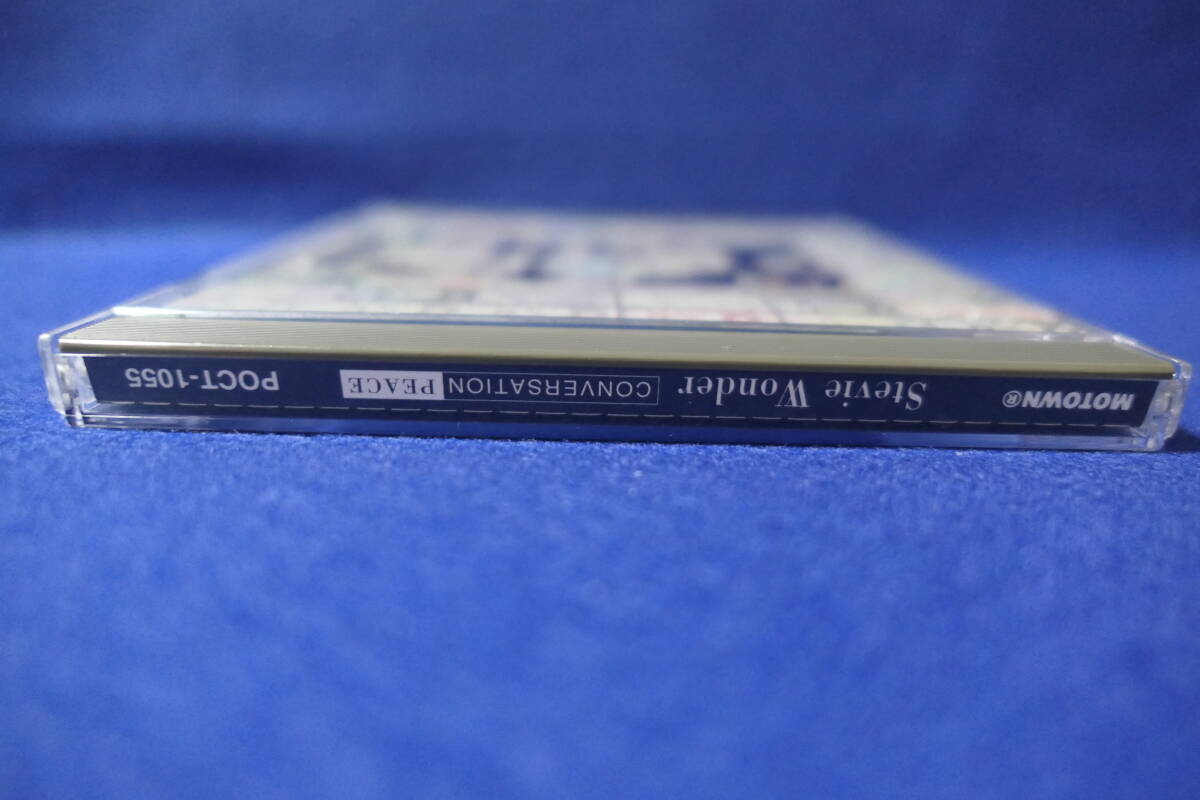 MOTOWN® Stevie Wonder CONVERSATION PEACE POCT-1055